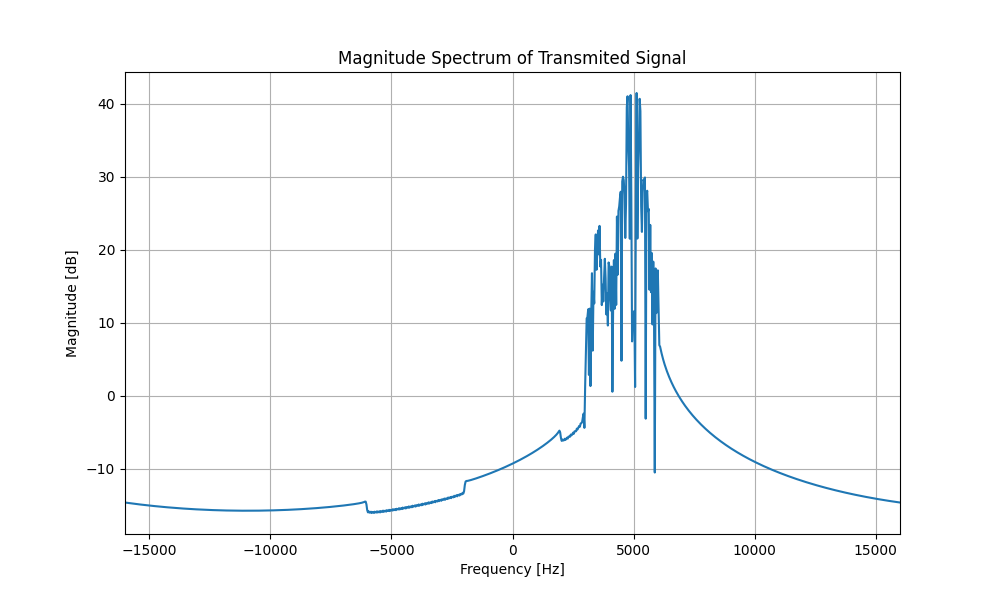 Magnitude Spectrum of Transmited Signal
Magnitude [dB]
40
30
20
10
0
−10
−15000 −10000 −5000 0 5000 10000 15000
Frequency [Hz]